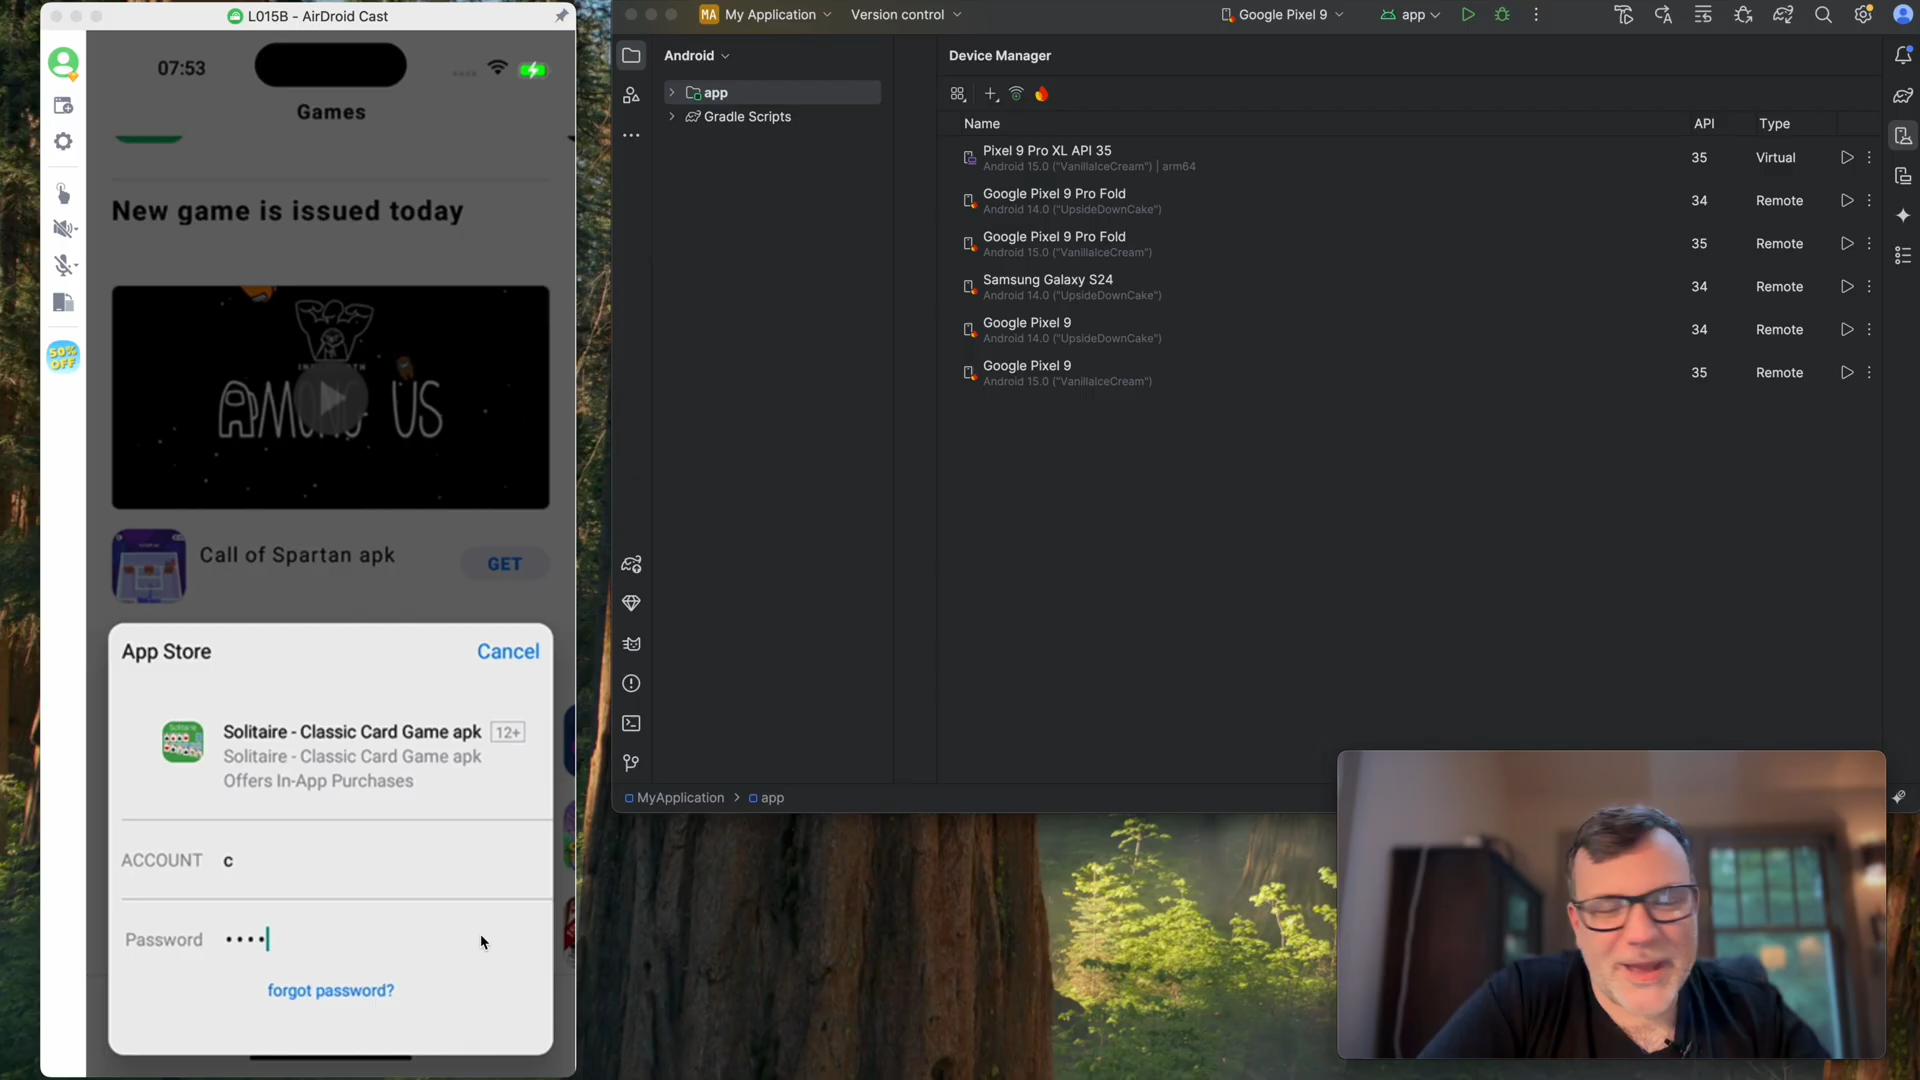 L015B - AirDroid Cast
07:53
Games
New game is issued today
INNERSLOTH
AMONG US
Call of Spartan apk
GET
App Store
Cancel
Solitaire
Solitaire - Classic Card Game apk
12+
Solitaire - Classic Card Game apk
Offers In-App Purchases
ACCOUNT
c
Password
••••
forgot password?
50%
OFF
MA
My Application
Version control
Google Pixel 9
app
Android
app
Gradle Scripts
Device Manager
Name
API
Type
Pixel 9 Pro XL API 35
Android 15.0 ("VanillaIceCream") | arm64
35
Virtual
Google Pixel 9 Pro Fold
Android 14.0 ("UpsideDownCake")
34
Remote
Google Pixel 9 Pro Fold
Android 15.0 ("VanillaIceCream")
35
Remote
Samsung Galaxy S24
Android 14.0 ("UpsideDownCake")
34
Remote
Google Pixel 9
Android 14.0 ("UpsideDownCake")
34
Remote
Google Pixel 9
Android 15.0 ("VanillaIceCream")
35
Remote
MyApplication > app